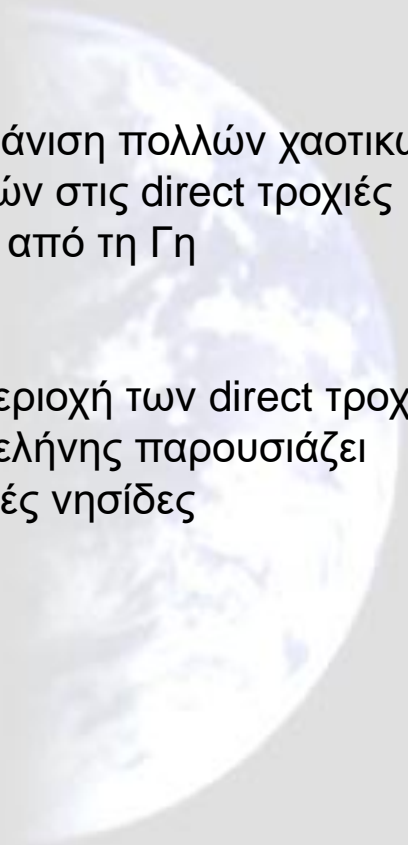 άνιση πολλών χαοτικώ
ών στις direct τροχιές
από τη Γη
εριοχή των direct τροχ
ελήνης παρουσιάζει
ές νησίδες